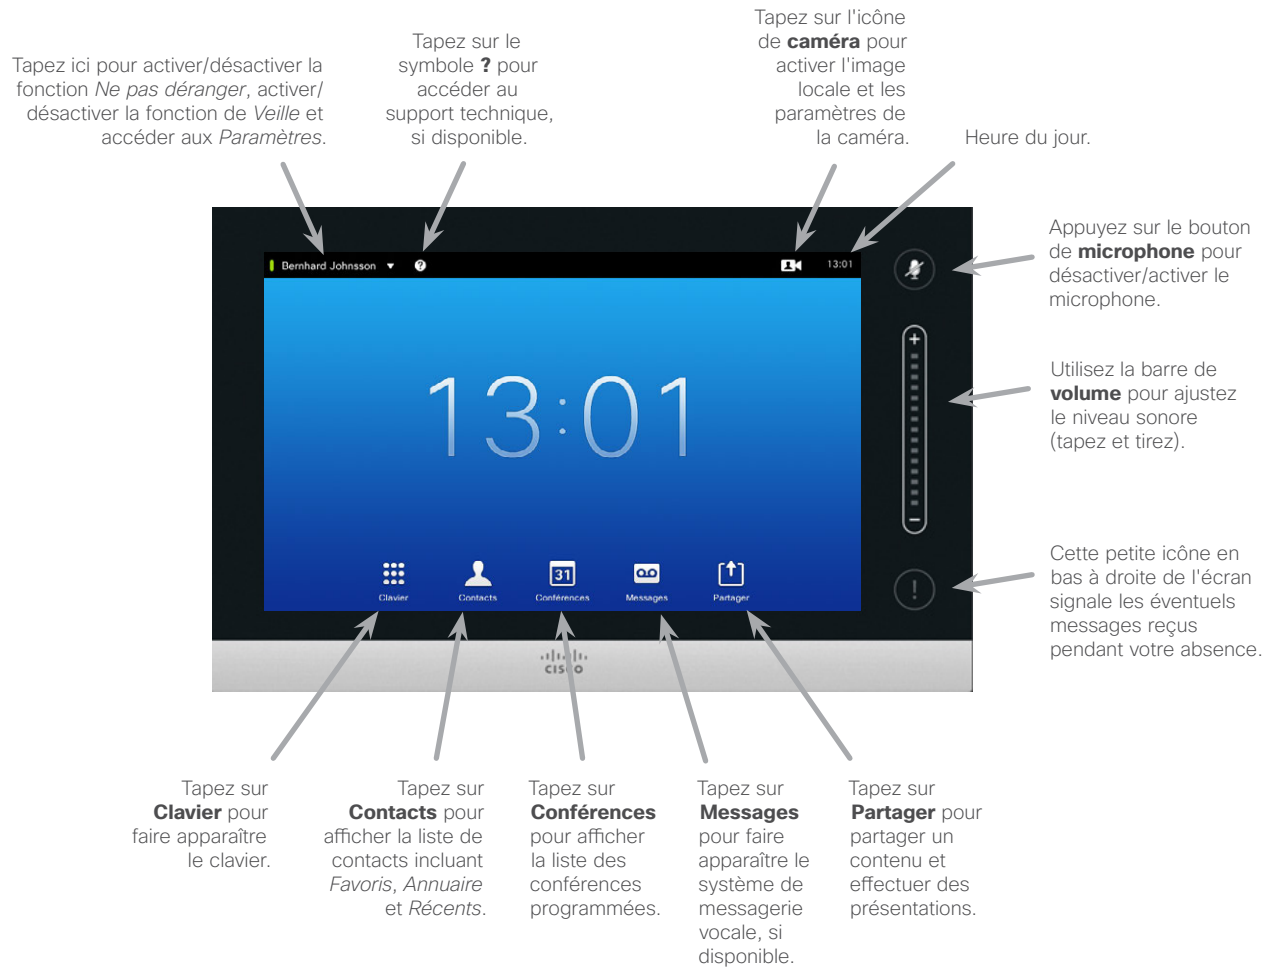 Tapez ici pour activer/désactiver la
fonction Ne pas déranger, activer/
désactiver la fonction de Veille et
accéder aux Paramètres.
Tapez sur le
symbole ? pour
accéder au
support technique,
si disponible.
Tapez sur l'icône
de caméra pour
activer l'image
locale et les
paramètres de
la caméra.
Heure du jour.
Appuyez sur le bouton
de microphone pour
désactiver/activer le
microphone.
Utilisez la barre de
volume pour ajustez
le niveau sonore
(tapez et tirez).
Cette petite icône en
bas à droite de l'écran
signale les éventuels
messages reçus
pendant votre absence.
Bernhard Johnsson
?
13:01
13:01
+
−
!
31
Clavier
Contacts
Conférences
Messages
Partager
CISCO
Tapez sur
Clavier pour
faire apparaître
le clavier.
Tapez sur
Contacts pour
afficher la liste de
contacts incluant
Favoris, Annuaire
et Récents.
Tapez sur
Conférences
pour afficher
la liste des
conférences
programmées.
Tapez sur
Messages
pour faire
apparaître le
système de
messagerie
vocale, si
disponible.
Tapez sur
Partager pour
partager un
contenu et
effectuer des
présentations.